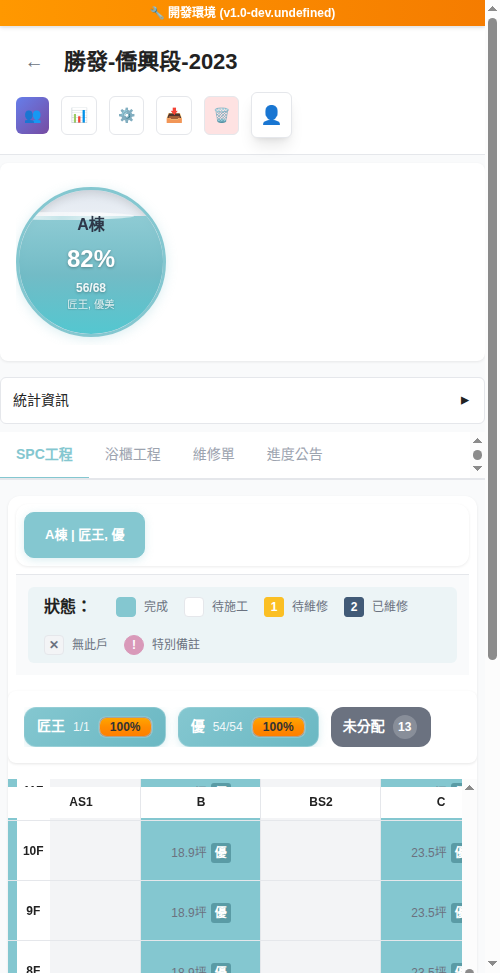 🔧 開發環境 (v1.0-dev.undefined)
← 勝發-僑興段-2023
A棟
82%
56/68
匠王, 優美
統計資訊 ▶
SPC工程 浴櫃工程 維修單 進度公告
A棟 | 匠王, 優
狀態： 完成 待施工 1 待維修 2 已維修
✕ 無此戶 ! 特別備註
匠王 1/1 100% 優 54/54 100% 未分配 13
AS1 B BS2 C
10F 18.9坪 優 23.5坪 優
9F 18.9坪 優 23.5坪 優
8F 18.9坪 優 23.5坪 優